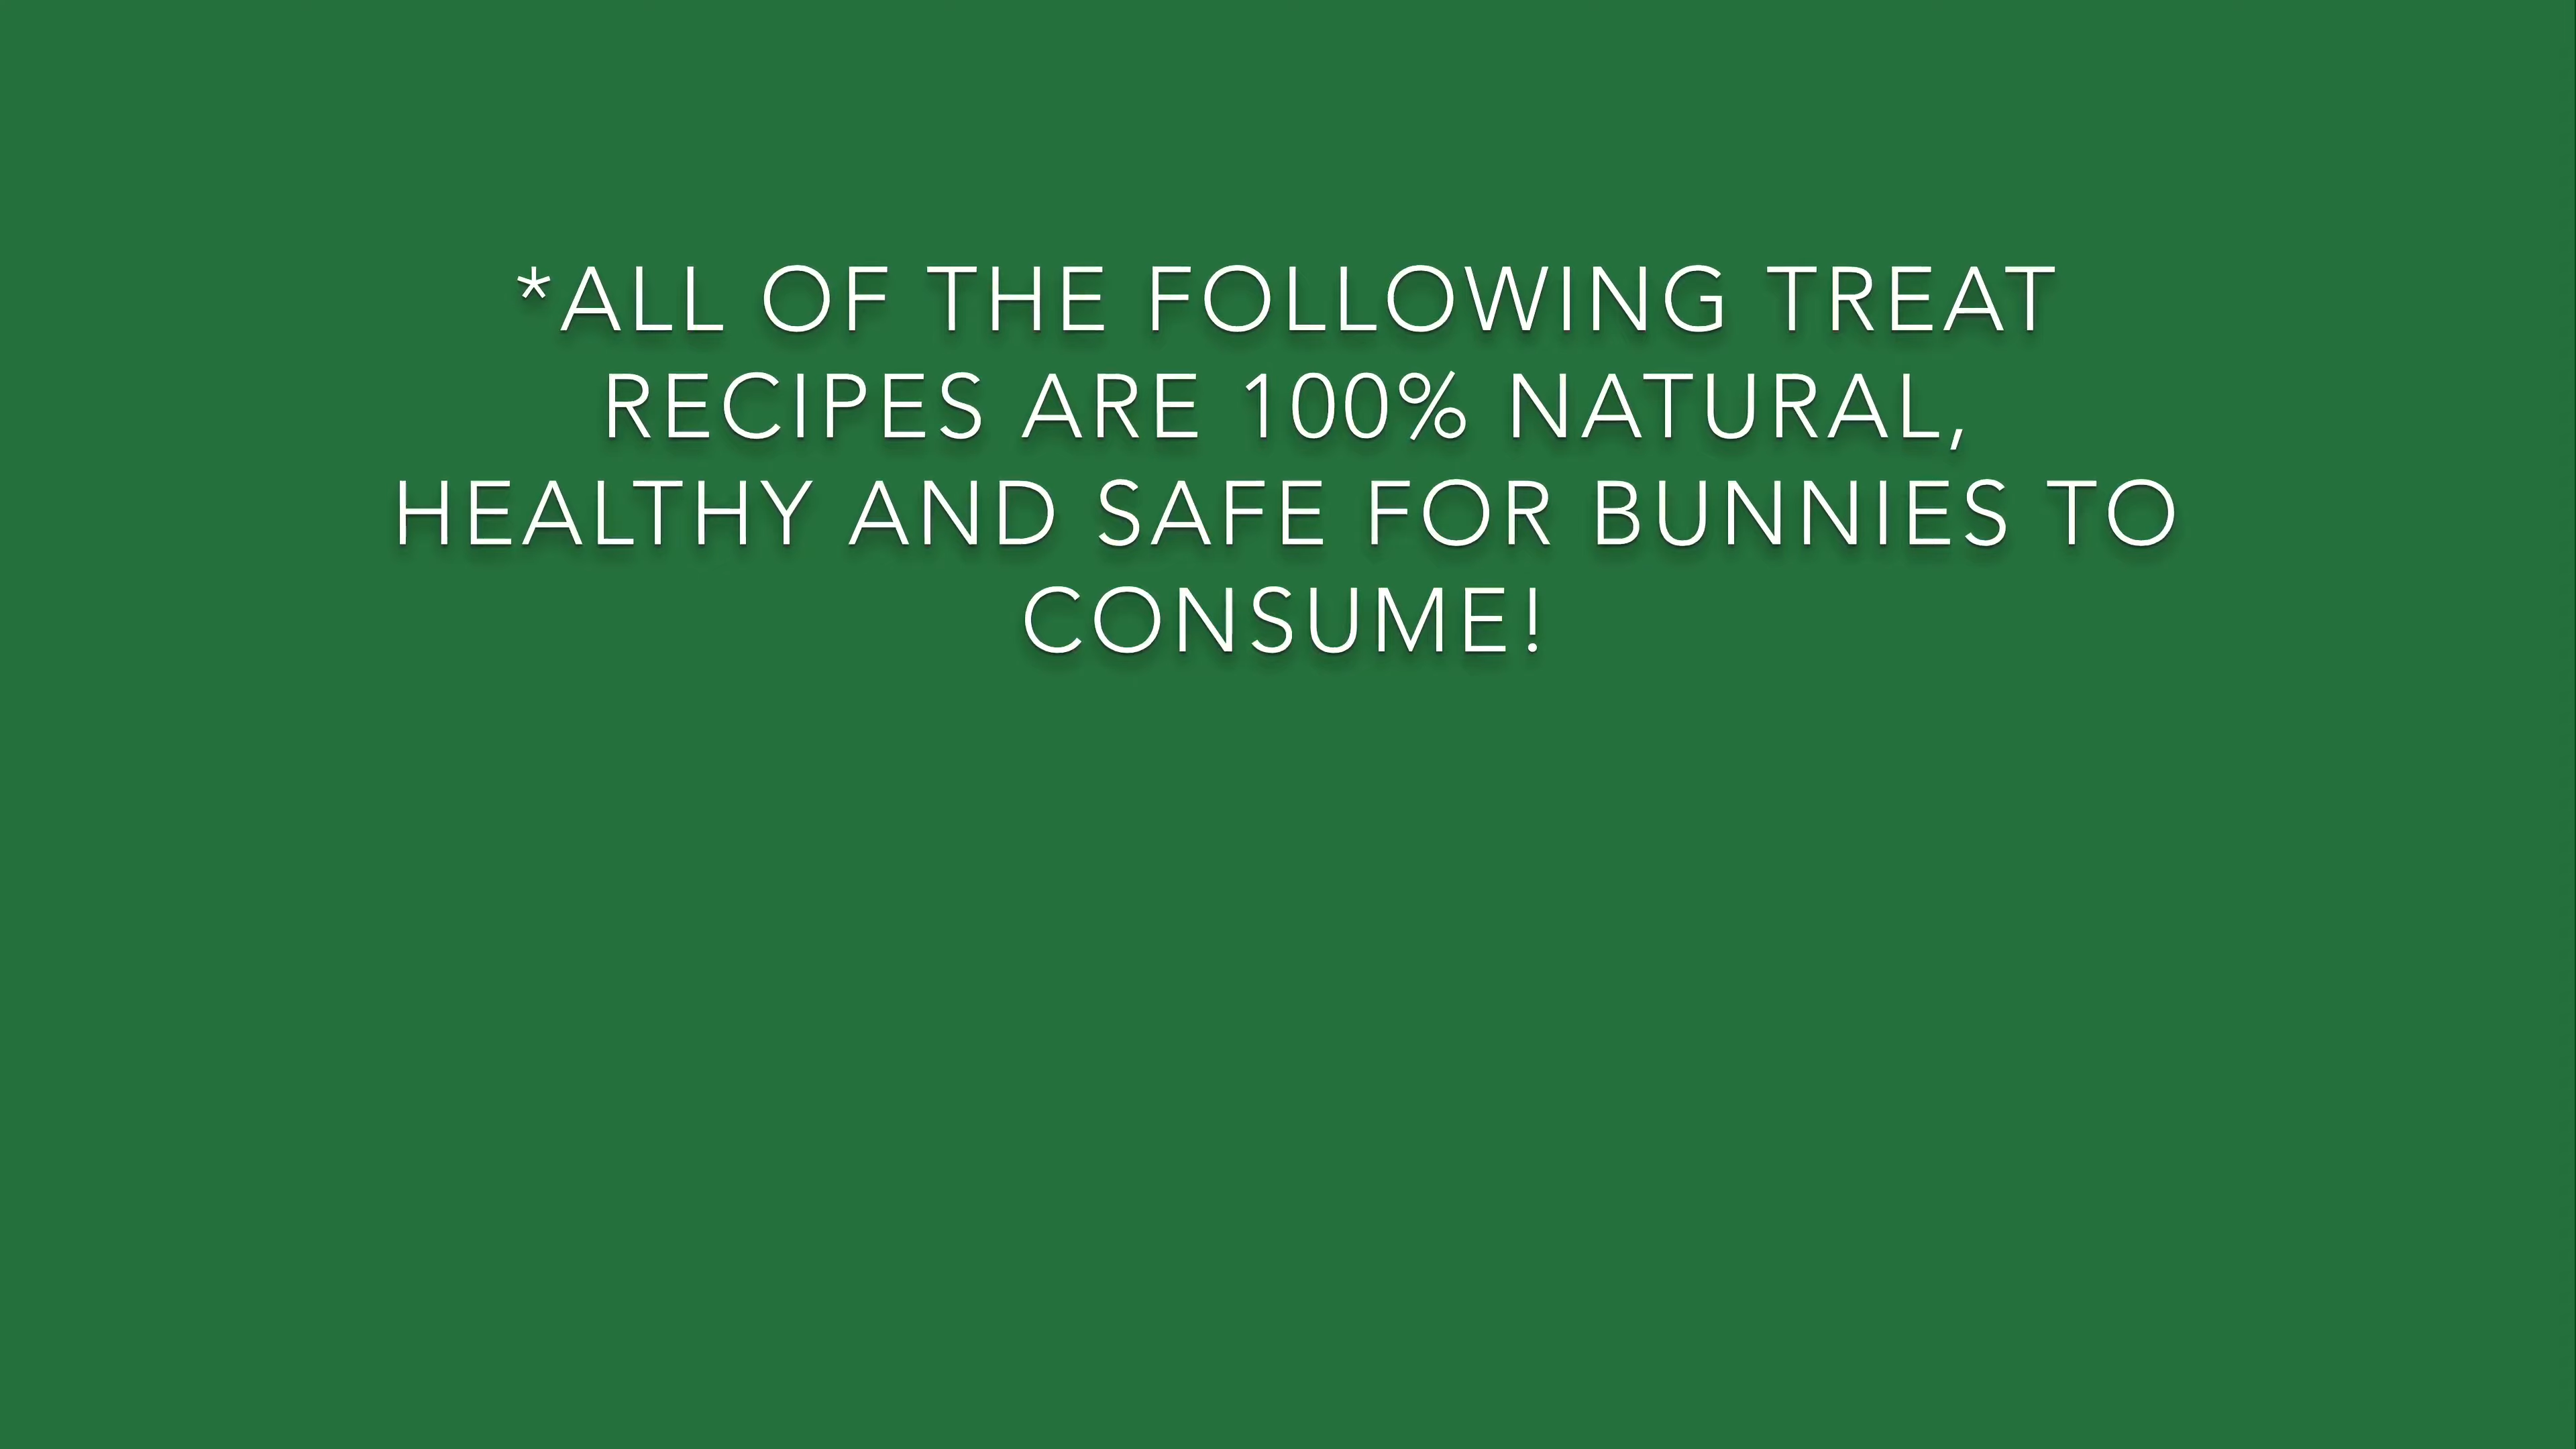 *ALL OF THE FOLLOWING TREAT
RECIPES ARE 100% NATURAL,
HEALTHY AND SAFE FOR BUNNIES TO
CONSUME!